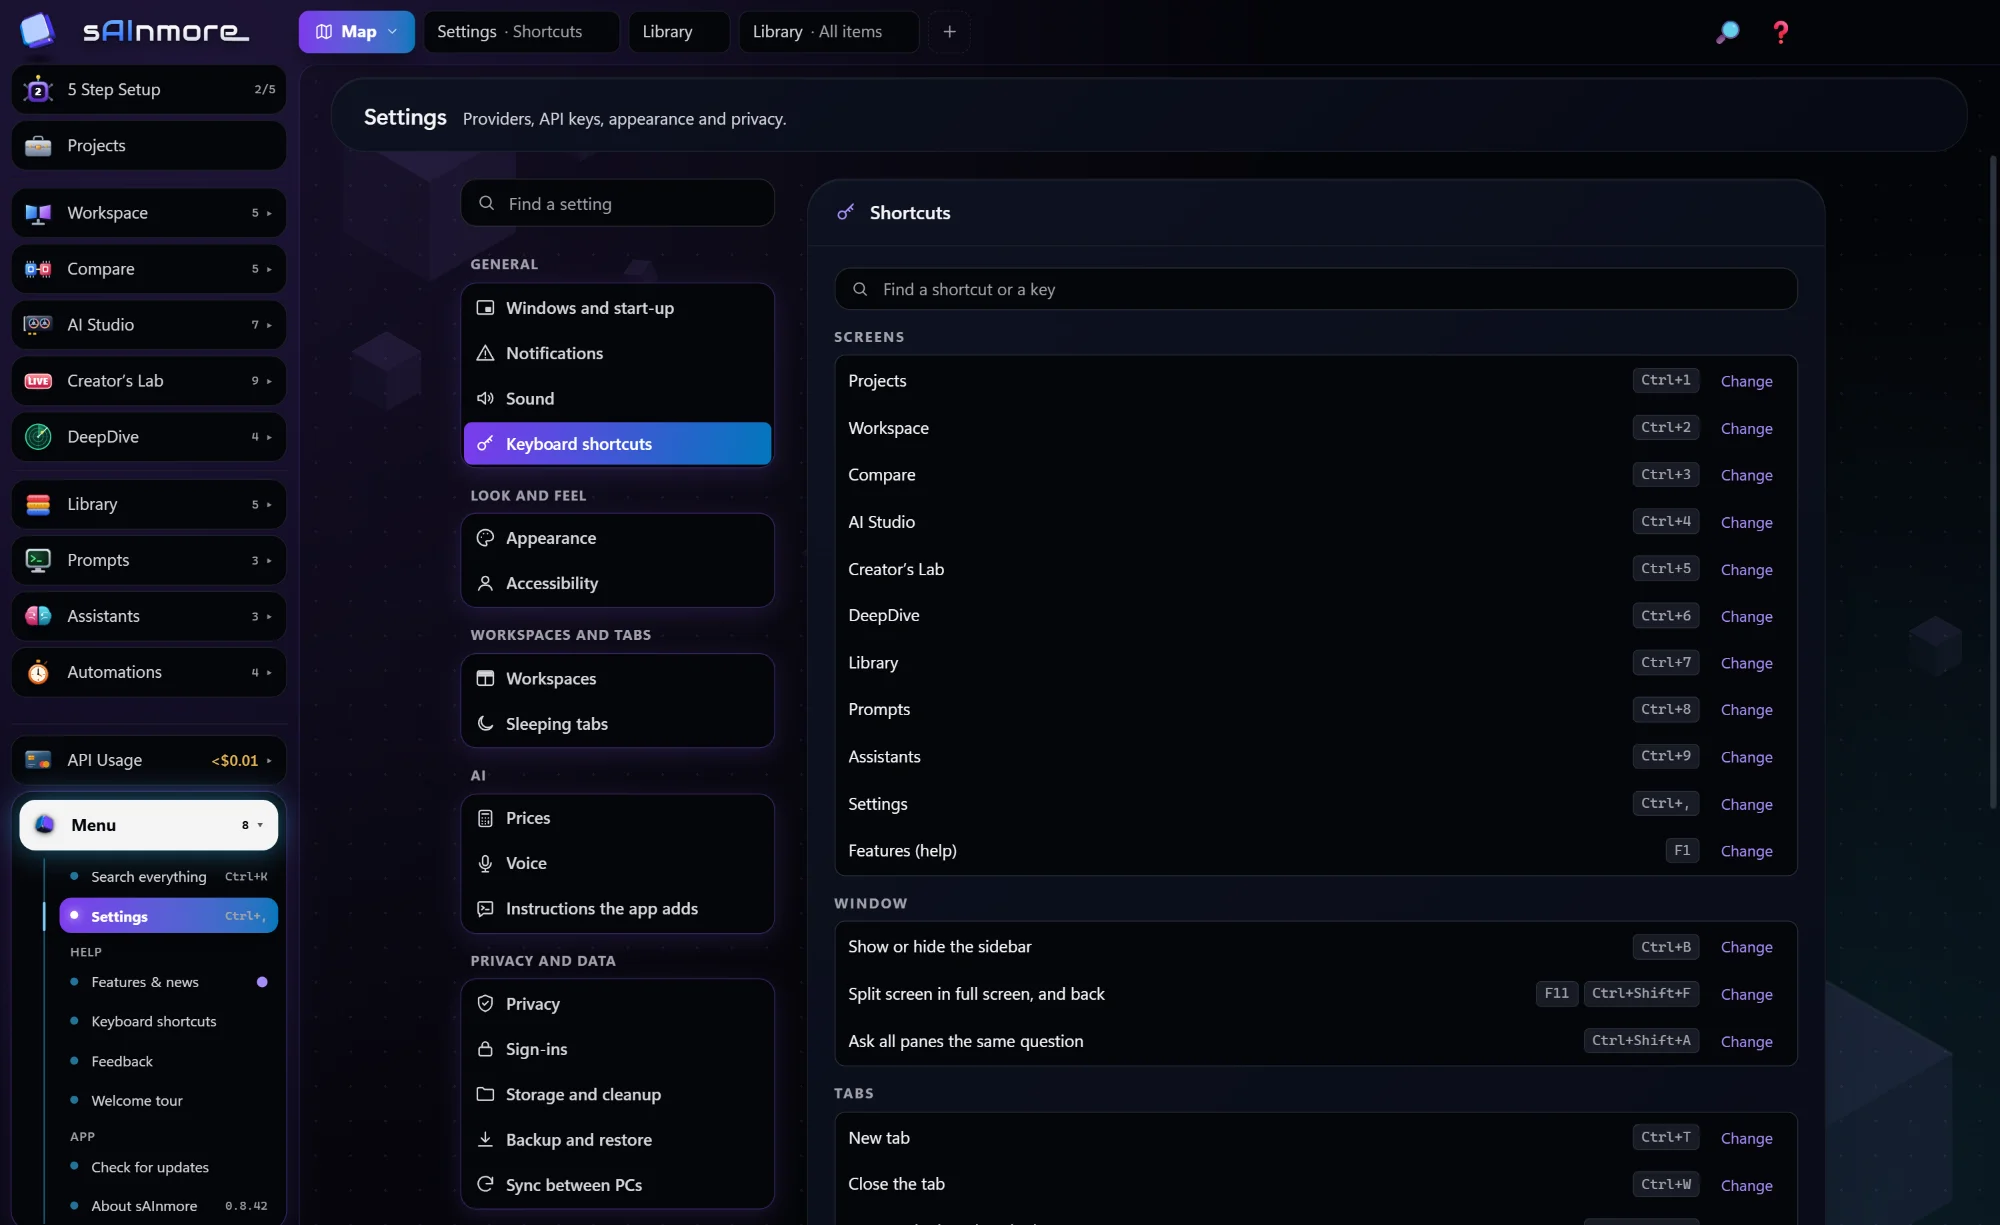 sAInmore
Map
Settings · Shortcuts
Library
Library · All items
5 Step Setup 2/5
Projects
Workspace 5
Compare 5
AI Studio 7
LIVE Creator's Lab 9
DeepDive 4
Library 5
Prompts 3
Assistants 3
Automations 4
API Usage <$0.01
Menu 8
Search everything Ctrl+K
Settings Ctrl+,
HELP
Features & news
Keyboard shortcuts
Feedback
Welcome tour
APP
Check for updates
About sAInmore 0.8.42
Settings Providers, API keys, appearance and privacy.
Find a setting
GENERAL
Windows and start-up
Notifications
Sound
Keyboard shortcuts
LOOK AND FEEL
Appearance
Accessibility
WORKSPACES AND TABS
Workspaces
Sleeping tabs
AI
Prices
Voice
Instructions the app adds
PRIVACY AND DATA
Privacy
Sign-ins
Storage and cleanup
Backup and restore
Sync between PCs
Shortcuts
Find a shortcut or a key
SCREENS
Projects Ctrl+1 Change
Workspace Ctrl+2 Change
Compare Ctrl+3 Change
AI Studio Ctrl+4 Change
Creator's Lab Ctrl+5 Change
DeepDive Ctrl+6 Change
Library Ctrl+7 Change
Prompts Ctrl+8 Change
Assistants Ctrl+9 Change
Settings Ctrl+, Change
Features (help) F1 Change
WINDOW
Show or hide the sidebar Ctrl+B Change
Split screen in full screen, and back F11 Ctrl+Shift+F Change
Ask all panes the same question Ctrl+Shift+A Change
TABS
New tab Ctrl+T Change
Close the tab Ctrl+W Change